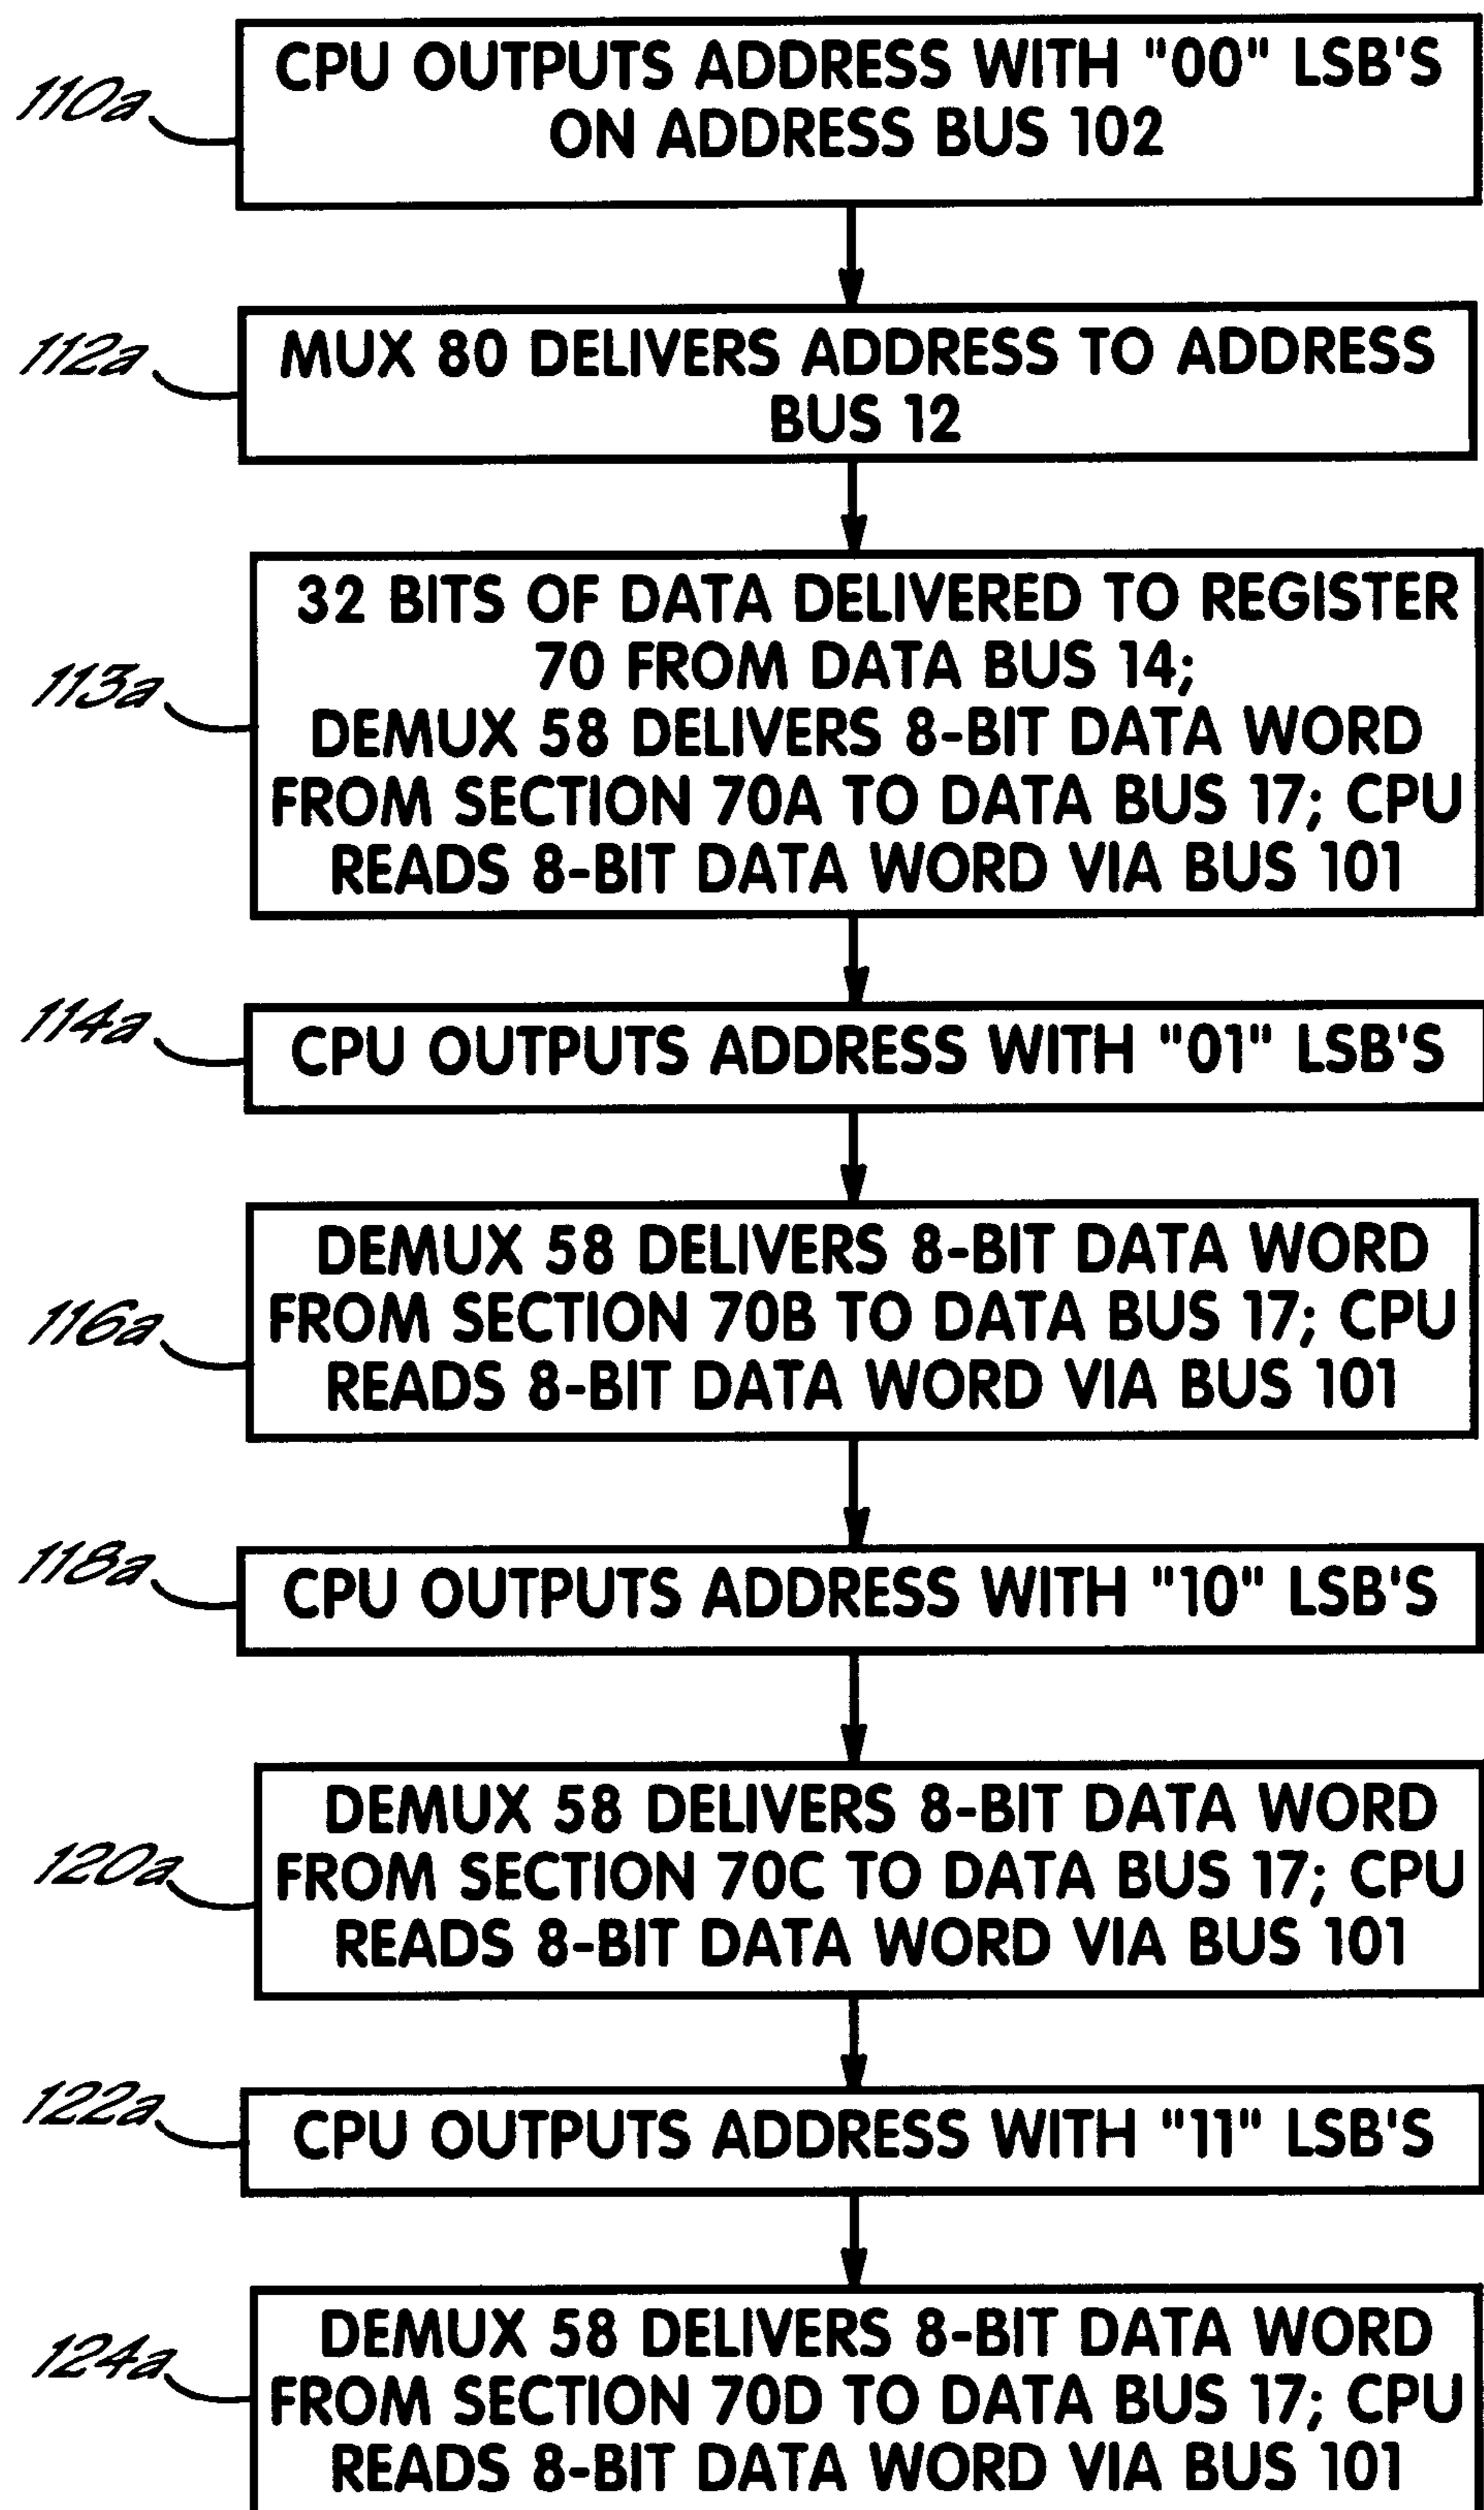 110a
CPU OUTPUTS ADDRESS WITH "00" LSB'S
ON ADDRESS BUS 102
112a
MUX 80 DELIVERS ADDRESS TO ADDRESS
BUS 12
113a
32 BITS OF DATA DELIVERED TO REGISTER
70 FROM DATA BUS 14;
DEMUX 58 DELIVERS 8-BIT DATA WORD
FROM SECTION 70A TO DATA BUS 17; CPU
READS 8-BIT DATA WORD VIA BUS 101
114a
CPU OUTPUTS ADDRESS WITH "01" LSB'S
116a
DEMUX 58 DELIVERS 8-BIT DATA WORD
FROM SECTION 70B TO DATA BUS 17; CPU
READS 8-BIT DATA WORD VIA BUS 101
118a
CPU OUTPUTS ADDRESS WITH "10" LSB'S
120a
DEMUX 58 DELIVERS 8-BIT DATA WORD
FROM SECTION 70C TO DATA BUS 17; CPU
READS 8-BIT DATA WORD VIA BUS 101
122a
CPU OUTPUTS ADDRESS WITH "11" LSB'S
124a
DEMUX 58 DELIVERS 8-BIT DATA WORD
FROM SECTION 70D TO DATA BUS 17; CPU
READS 8-BIT DATA WORD VIA BUS 101